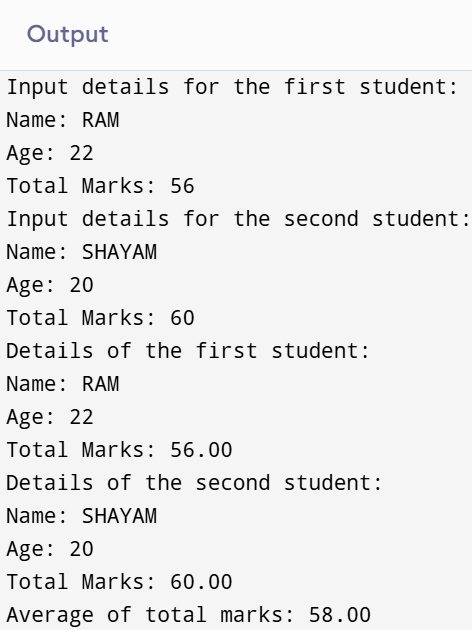 Output
Input details for the first student:
Name: RAM
Age: 22
Total Marks: 56
Input details for the second student:
Name: SHAYAM
Age: 20
Total Marks: 60
Details of the first student:
Name: RAM
Age: 22
Total Marks: 56.00
Details of the second student:
Name: SHAYAM
Age: 20
Total Marks: 60.00
Average of total marks: 58.00